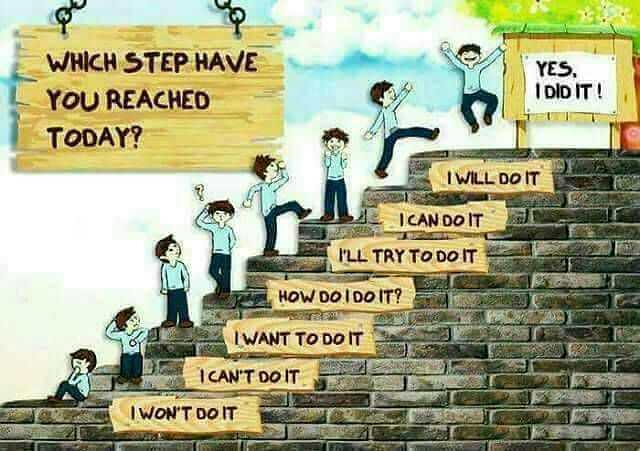 WHICH STEP HAVE
YOU REACHED
TODAY?
YES,
I DID IT!
I WILL DO IT
I CAN DO IT
I'LL TRY TO DO IT
HOW DO I DO IT?
I WANT TO DO IT
I CAN'T DO IT
I WON'T DO IT
?